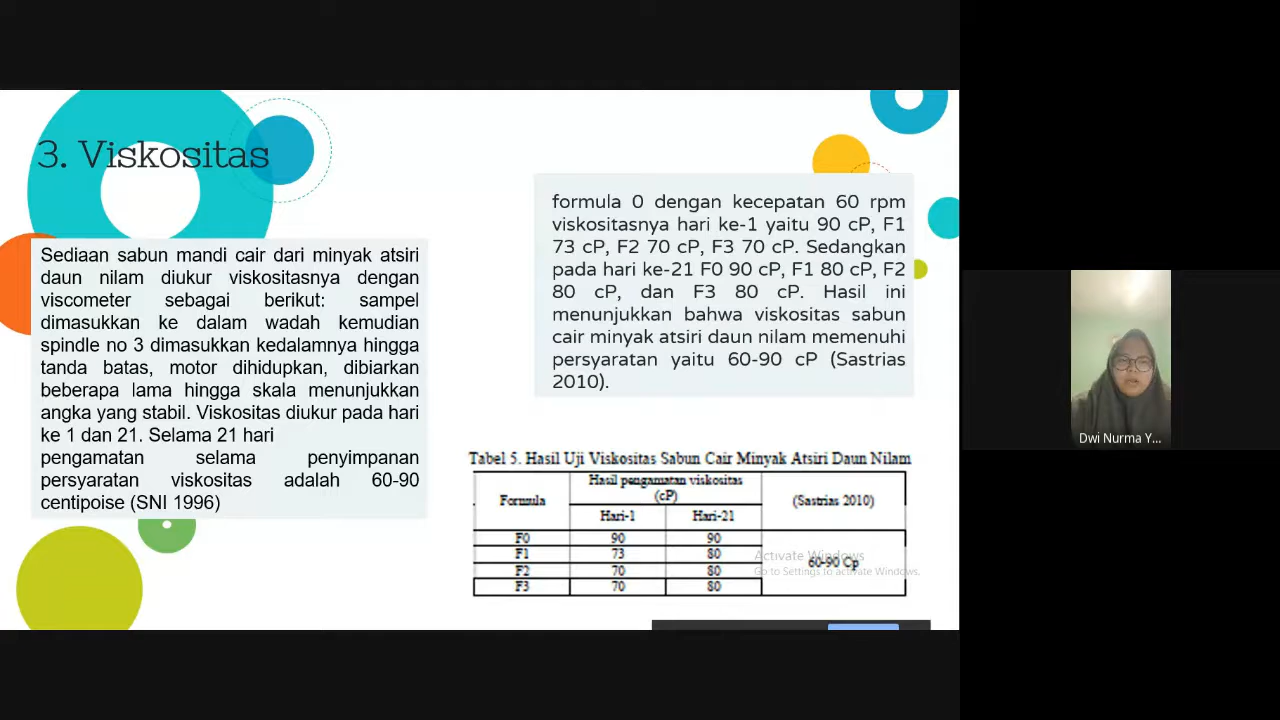 3. Viskositas
Sediaan sabun mandi cair dari minyak atsiri
daun nilam diukur viskositasnya dengan
viscometer sebagai berikut: sampel
dimasukkan ke dalam wadah kemudian
spindle no 3 dimasukkan kedalamnya hingga
tanda batas, motor dihidupkan, dibiarkan
beberapa lama hingga skala menunjukkan
angka yang stabil. Viskositas diukur pada hari
ke 1 dan 21. Selama 21 hari
pengamatan selama penyimpanan
persyaratan viskositas adalah 60-90
centipoise (SNI 1996)
formula 0 dengan kecepatan 60 rpm
viskositasnya hari ke-1 yaitu 90 cP, F1
73 cP, F2 70 cP, F3 70 cP. Sedangkan
pada hari ke-21 F0 90 cP, F1 80 cP, F2
80 cP, dan F3 80 cP. Hasil ini
menunjukkan bahwa viskositas sabun
cair minyak atsiri daun nilam memenuhi
persyaratan yaitu 60-90 cP (Sastrias
2010).
Tabel 5. Hasil Uji Viskositas Sabun Cair Minyak Atsiri Daun Nilam
Formula Hasil pengamatan viskositas (cP) (Sastrias 2010)
Hari-1 Hari-21
F0 90 90
F1 73 80
F2 70 80
F3 70 80
60-90 Cp
Activate Windows
Go to Settings to activate Windows.
Dwi Nurma Y...